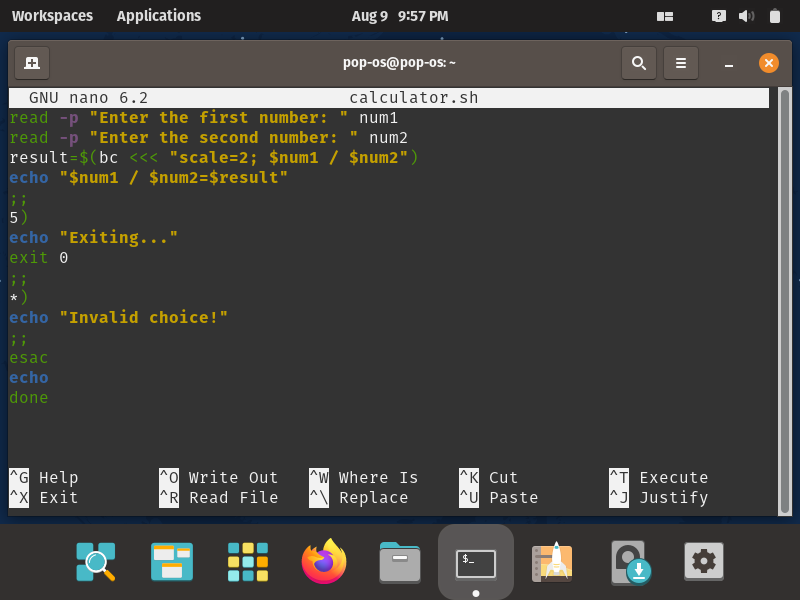 Workspaces Applications Aug 9 9:57 PM ?
pop-os@pop-os: ~
GNU nano 6.2 calculator.sh
read -p "Enter the first number: " num1
read -p "Enter the second number: " num2
result=$(bc <<< "scale=2; $num1 / $num2")
echo "$num1 / $num2=$result"
;;
5)
echo "Exiting..."
exit 0
;;
*)
echo "Invalid choice!"
;;
esac
echo
done
^G Help ^O Write Out ^W Where Is ^K Cut ^T Execute
^X Exit ^R Read File ^\ Replace ^U Paste ^J Justify
$_